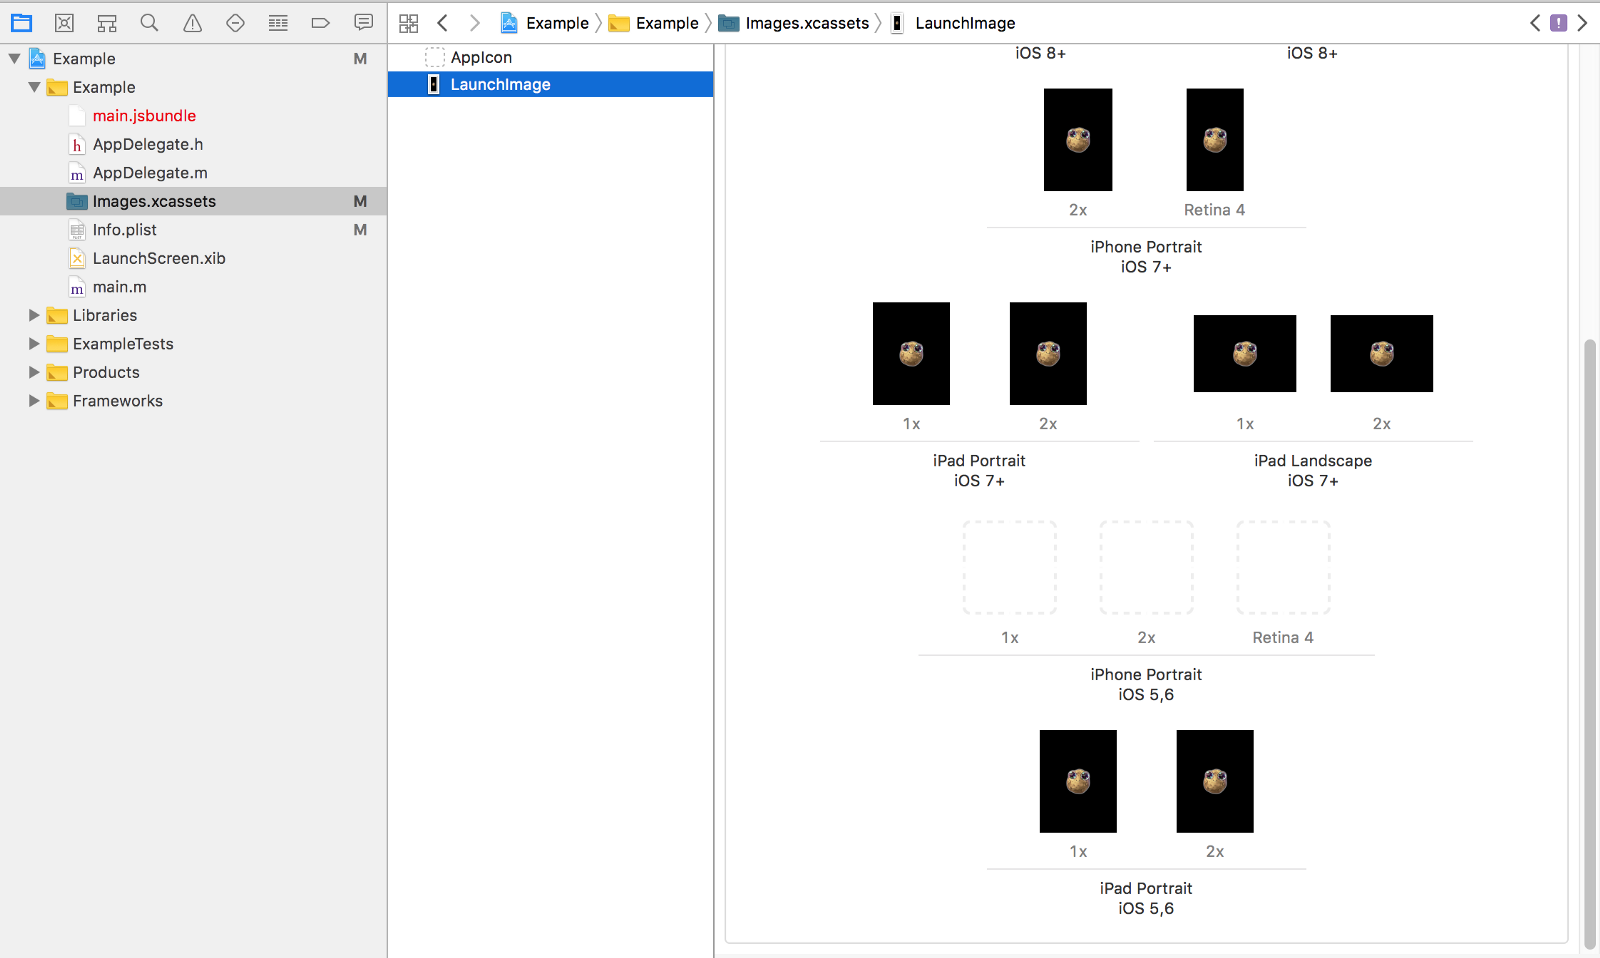 Example
Example
Images.xcassets
LaunchImage
Example M
Example
main.jsbundle
h AppDelegate.h
m AppDelegate.m
Images.xcassets M
Info.plist M
LaunchScreen.xib
m main.m
Libraries
ExampleTests
Products
Frameworks
AppIcon
LaunchImage
iOS 8+ iOS 8+
2x Retina 4
iPhone Portrait
iOS 7+
1x 2x 1x 2x
iPad Portrait iPad Landscape
iOS 7+ iOS 7+
1x 2x Retina 4
iPhone Portrait
iOS 5,6
1x 2x
iPad Portrait
iOS 5,6